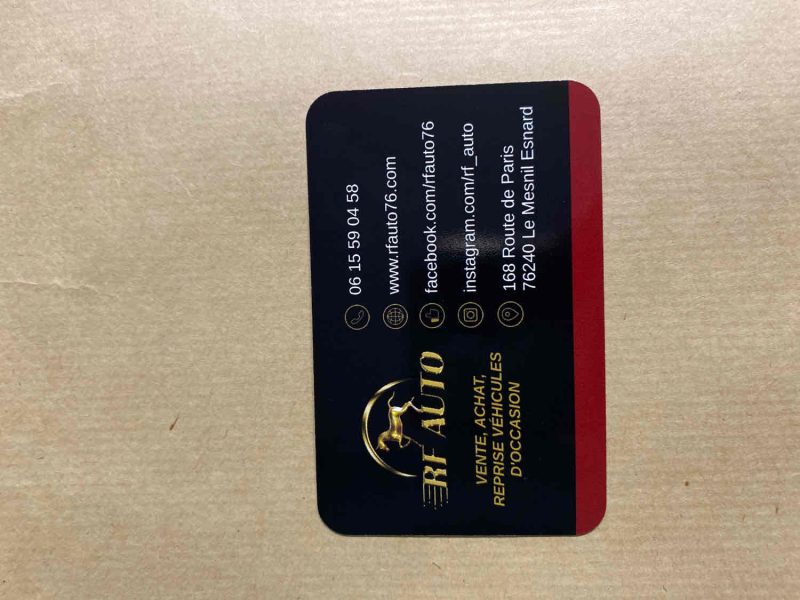 RF AUTO
VENTE, ACHAT,
REPRISE VÉHICULES
D'OCCASION
06 15 59 04 58
www.rfauto76.com
facebook.com/rfauto76
instagram.com/rf_auto
168 Route de Paris
76240 Le Mesnil Esnard